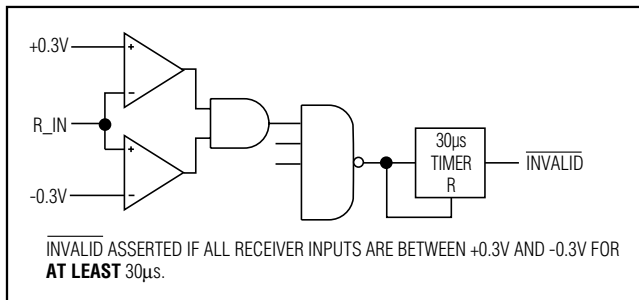 +0.3V
R_IN
-0.3V
+
-
+
-
30µs
TIMER
R
INVALID
INVALID ASSERTED IF ALL RECEIVER INPUTS ARE BETWEEN +0.3V AND -0.3V FOR
AT LEAST 30µs.